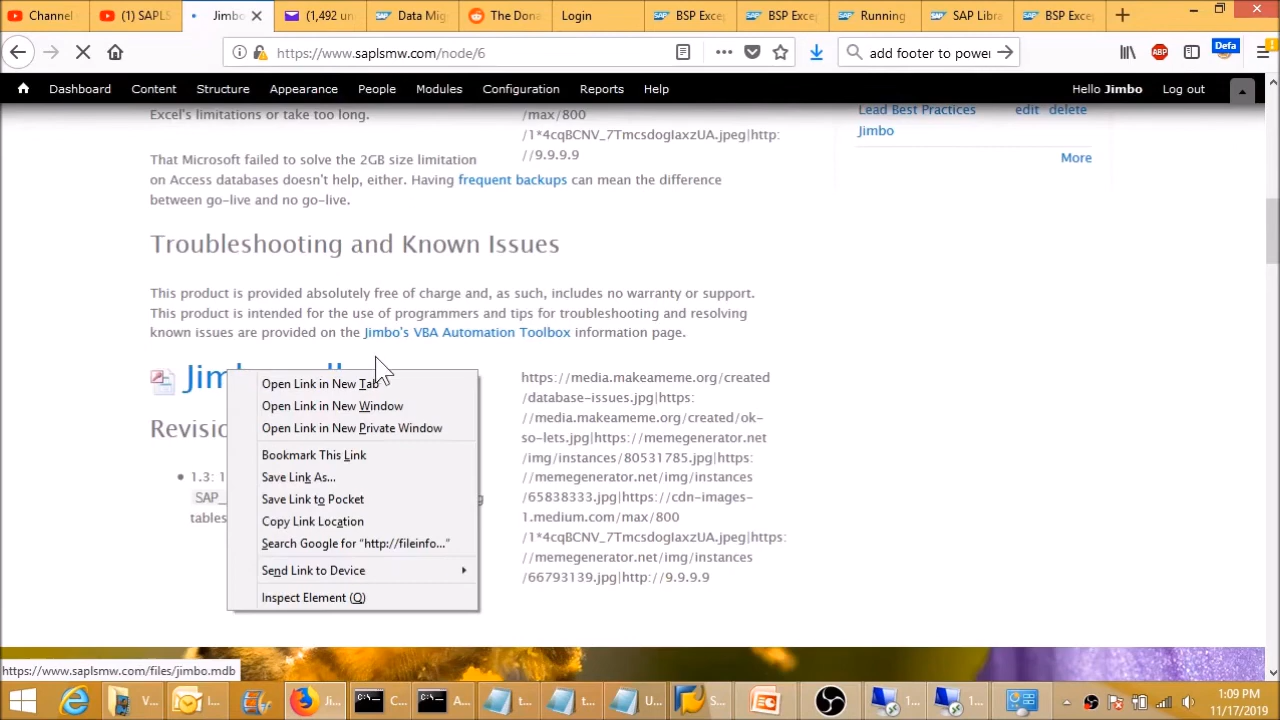 Channel
(1) SAPLS
Jimbo'
(1,492 un
Data Mig
The Dona
Login
BSP Exce
BSP Exce
Running
SAP Libra
BSP Exce
https://www.saplsmw.com/node/6
add footer to power
ABP
Defa
Dashboard Content Structure Appearance People Modules Configuration Reports Help
Hello Jimbo Log out
Excel's limitations or take too long.
That Microsoft failed to solve the 2GB size limitation
on Access databases doesn't help, either. Having frequent backups can mean the difference
between go-live and no go-live.
/max/800
/1*4cqBCNV_7TmcsdogIaxzUA.jpeg|http:
//9.9.9.9
Lead Best Practices edit delete
Jimbo
More
Troubleshooting and Known Issues
This product is provided absolutely free of charge and, as such, includes no warranty or support.
This product is intended for the use of programmers and tips for troubleshooting and resolving
known issues are provided on the Jimbo's VBA Automation Toolbox information page.
Revisio
1.3: 1
SAP_
tables
Open Link in New Tab
Open Link in New Window
Open Link in New Private Window
Bookmark This Link
Save Link As...
Save Link to Pocket
Copy Link Location
Search Google for "http://fileinfo..."
Send Link to Device
Inspect Element (Q)
https://media.makeameme.org/created
/database-issues.jpg|https:
//media.makeameme.org/created/ok-
so-lets.jpg|https://memegenerator.net
/img/instances/80531785.jpg|https:
//memegenerator.net/img/instances
/65838333.jpg|https://cdn-images-
1.medium.com/max/800
/1*4cqBCNV_7TmcsdogIaxzUA.jpeg|https:
//memegenerator.net/img/instances
/66793139.jpg|http://9.9.9.9
https://www.saplsmw.com/files/jimbo.mdb
V...
I...
Ji...
C...
A...
t...
t...
U...
S...
1...
1...
1:09 PM
11/17/2019